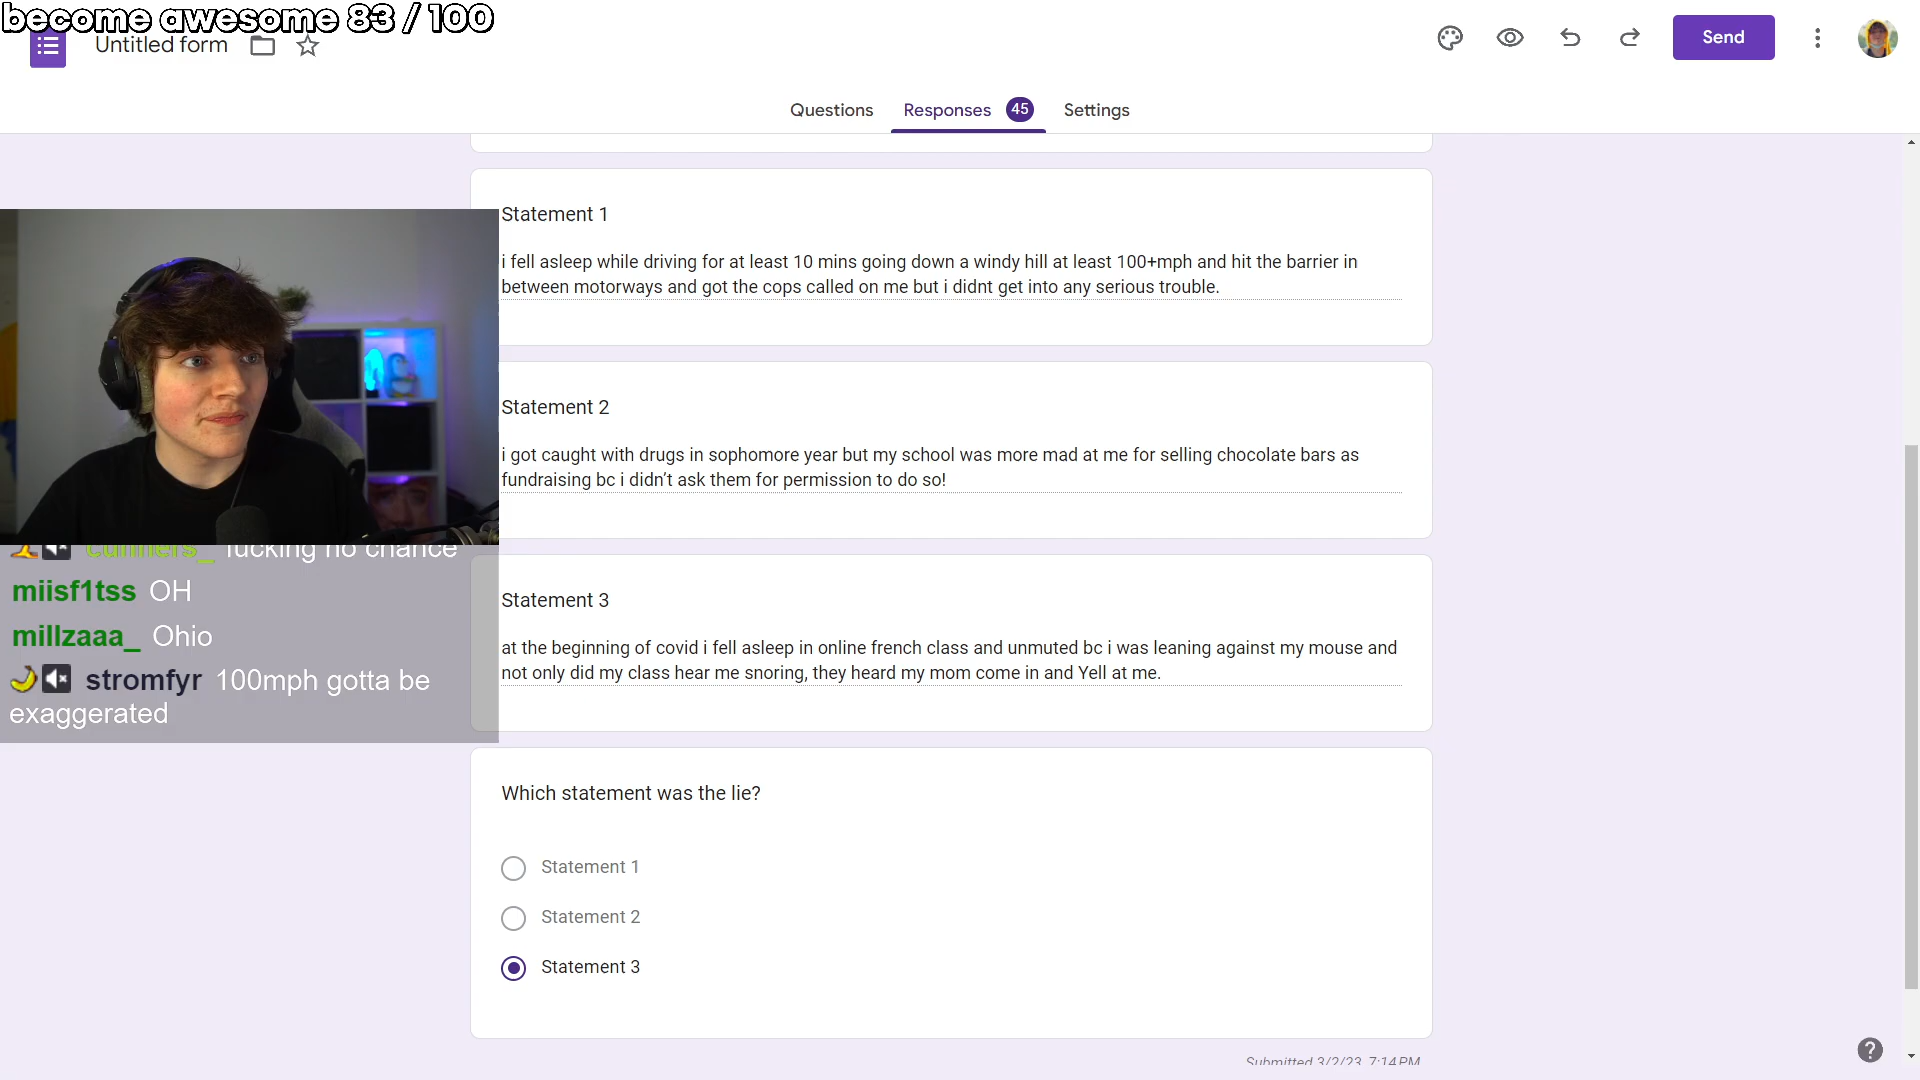 become awesome 83 / 100
Untitled form
Send
Questions
Responses
45
Settings
Statement 1
i fell asleep while driving for at least 10 mins going down a windy hill at least 100+mph and hit the barrier in
between motorways and got the cops called on me but i didnt get into any serious trouble.
Statement 2
i got caught with drugs in sophomore year but my school was more mad at me for selling chocolate bars as
fundraising bc i didn’t ask them for permission to do so!
fucking no chance
miisf1tss OH
millzaaa_ Ohio
stromfyr 100mph gotta be
exaggerated
Statement 3
at the beginning of covid i fell asleep in online french class and unmuted bc i was leaning against my mouse and
not only did my class hear me snoring, they heard my mom come in and Yell at me.
Which statement was the lie?
Statement 1
Statement 2
Statement 3
Submitted 3/2/23, 7:14 PM